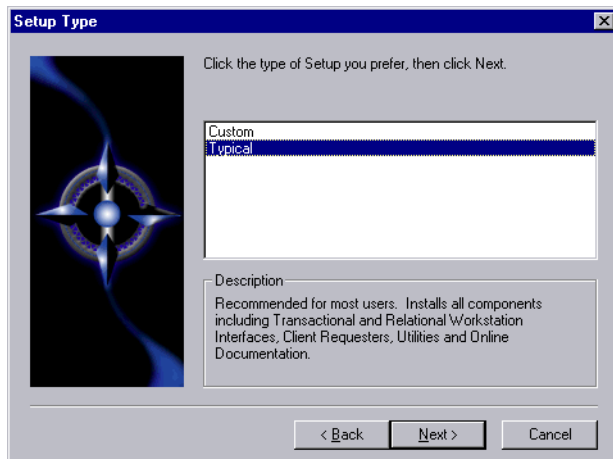 Setup Type
Click the type of Setup you prefer, then click Next.
Custom
Typical
Description
Recommended for most users. Installs all components
including Transactional and Relational Workstation
Interfaces, Client Requesters, Utilities and Online
Documentation.
< Back
Next >
Cancel